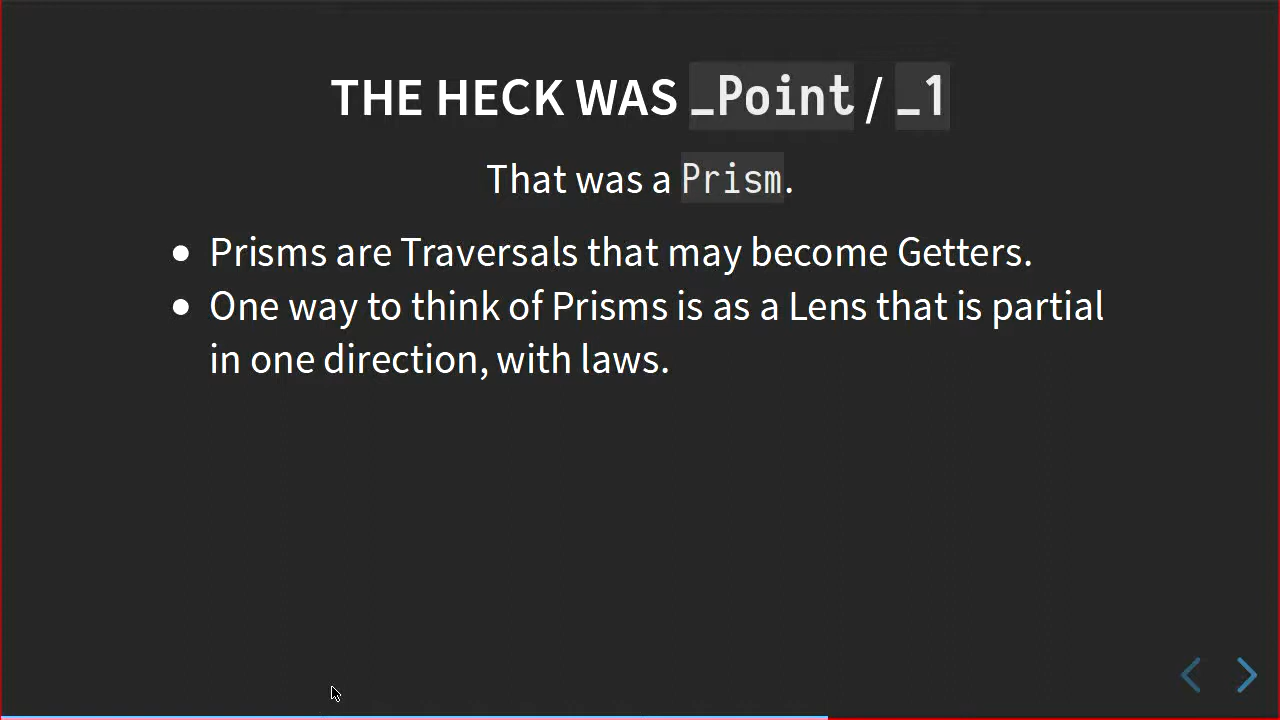 THE HECK WAS _Point / _1
That was a Prism.
• Prisms are Traversals that may become Getters.
• One way to think of Prisms is as a Lens that is partial
in one direction, with laws.